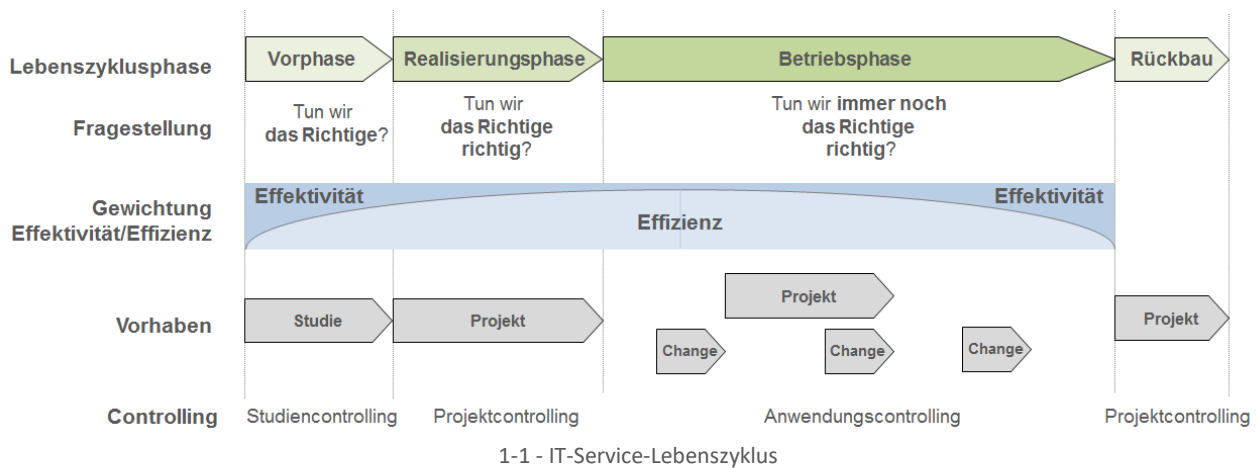 Lebenszyklusphase
Vorphase
Realisierungsphase
Betriebsphase
Rückbau
Fragestellung
Tun wir
das Richtige?
Tun wir
das Richtige
richtig?
Tun wir immer noch
das Richtige
richtig?
Gewichtung
Effektivität/Effizienz
Effektivität
Effizienz
Effektivität
Vorhaben
Studie
Projekt
Projekt
Change
Change
Change
Projekt
Controlling
Studiencontrolling
Projektcontrolling
Anwendungscontrolling
Projektcontrolling
1-1 - IT-Service-Lebenszyklus